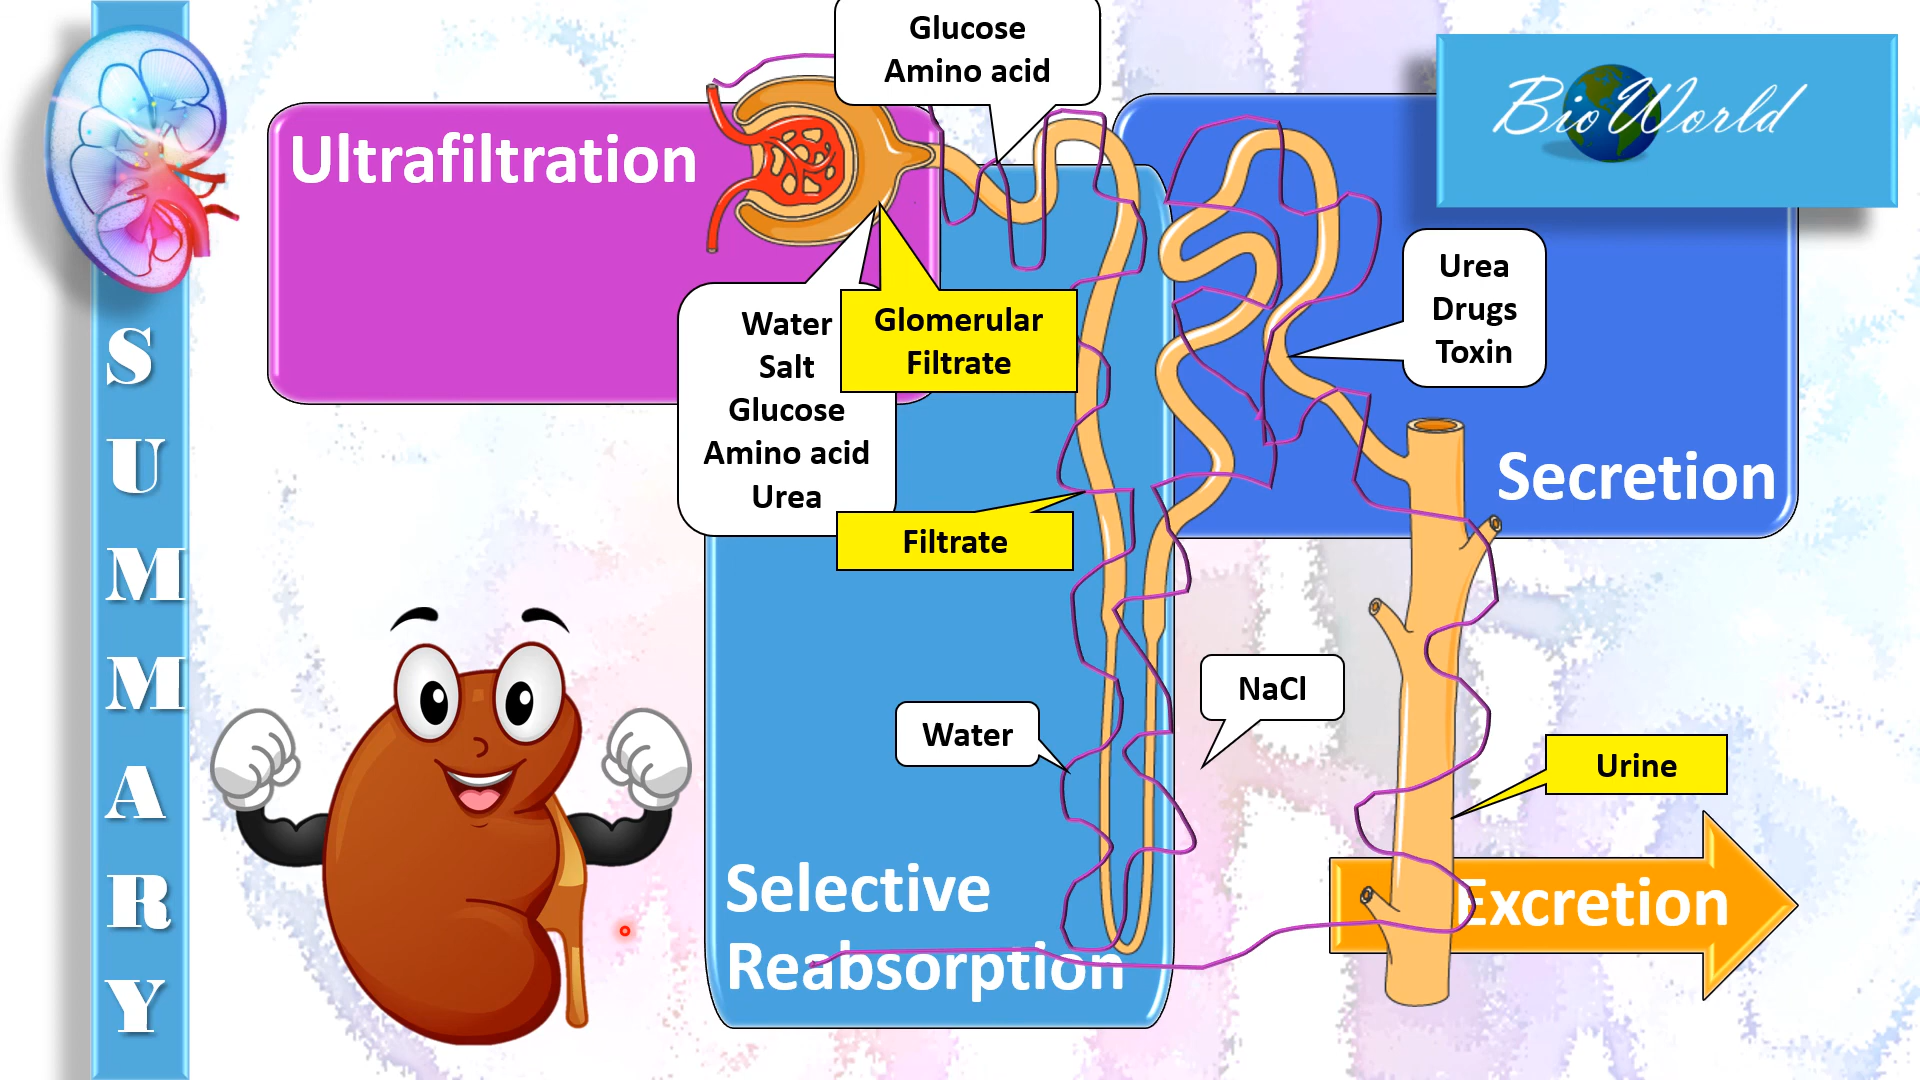 SUMMARY
Glucose
Amino acid
BioWorld
Ultrafiltration
Urea
Drugs
Toxin
Water
Salt
Glucose
Amino acid
Urea
Glomerular
Filtrate
Secretion
Filtrate
NaCl
Water
Urine
Selective
Reabsorption
Excretion